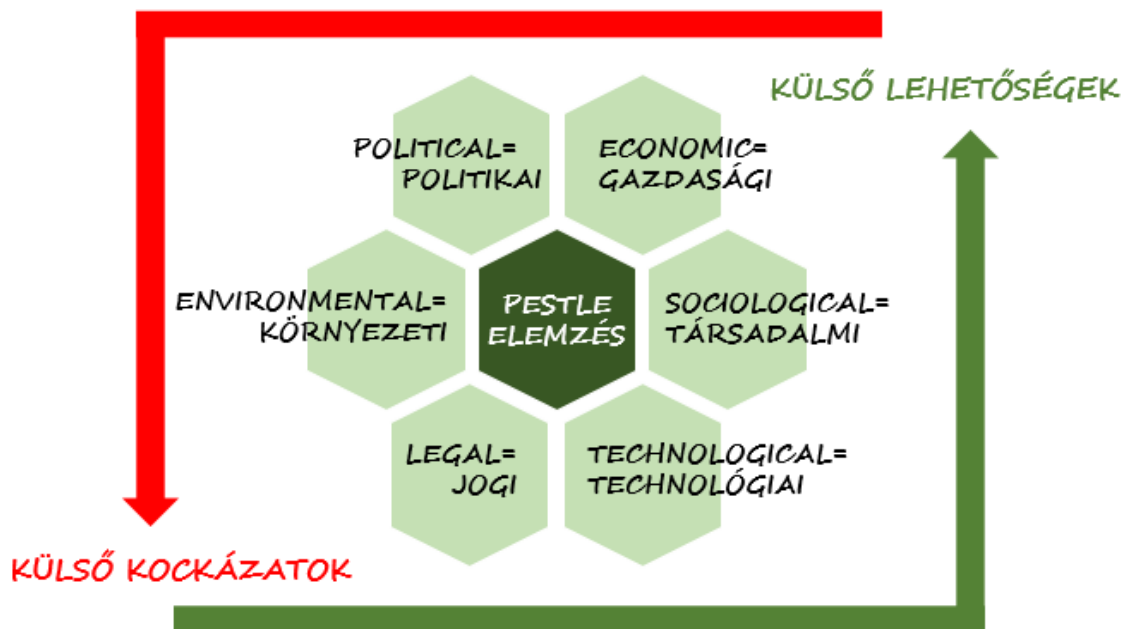 KÜLSŐ LEHETŐSÉGEK
POLITICAL=
POLITIKAI
ECONOMIC=
GAZDASÁGI
ENVIRONMENTAL=
KÖRNYEZETI
PESTLE
ELEMZÉS
SOCIOLOGICAL=
TÁRSADALMI
LEGAL=
JOGI
TECHNOLOGICAL=
TECHNOLÓGIAI
KÜLSŐ KOCKÁZATOK